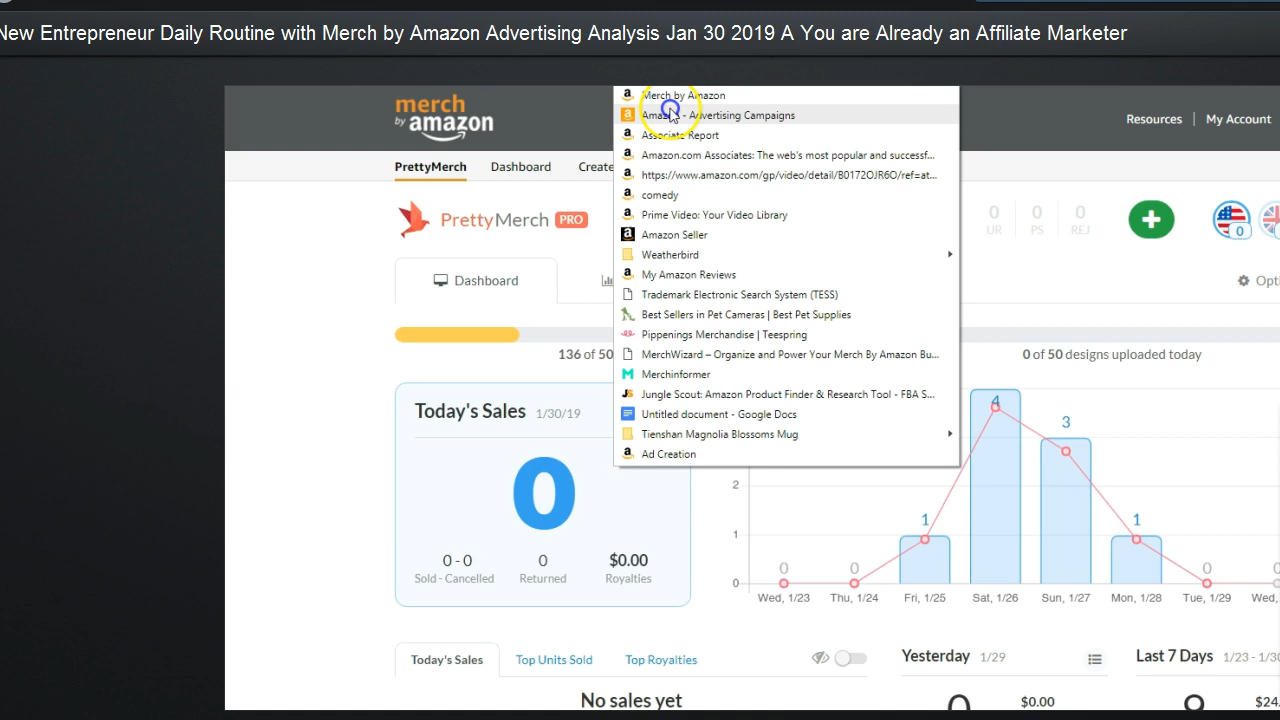 New Entrepreneur Daily Routine with Merch by Amazon Advertising Analysis Jan 30 2019 A You are Already an Affiliate Marketer
merch
by amazon
Resources | My Account
PrettyMerch Dashboard Create
PrettyMerch PRO
Merch by Amazon
- Advertising Campaigns
Associate Report
Amazon.com Associates: The web's most popular and successf...
https://www.amazon.com/gp/video/detail/B0172OJR6O/ref=at...
comedy
Prime Video: Your Video Library
Amazon Seller
Weatherbird
My Amazon Reviews
Trademark Electronic Search System (TESS)
Best Sellers in Pet Cameras | Best Pet Supplies
Pippenings Merchandise | Teespring
MerchWizard – Organize and Power Your Merch By Amazon Bu...
Merchinformer
Jungle Scout: Amazon Product Finder & Research Tool - FBA S...
Untitled document - Google Docs
Tienshan Magnolia Blossoms Mug
Ad Creation
0 0 0
UR PS REJ
0
Dashboard
Opti
136 of 50
0 of 50 designs uploaded today
Today's Sales 1/30/19
0
0 - 0 0 $0.00
Sold - Cancelled Returned Royalties
2
1
0
0 0 1 4 3 1 0
Wed, 1/23 Thu, 1/24 Fri, 1/25 Sat, 1/26 Sun, 1/27 Mon, 1/28 Tue, 1/29 Wed,
Today's Sales Top Units Sold Top Royalties
No sales yet
Yesterday 1/29
$0.00
Last 7 Days 1/23 - 1/30
$24